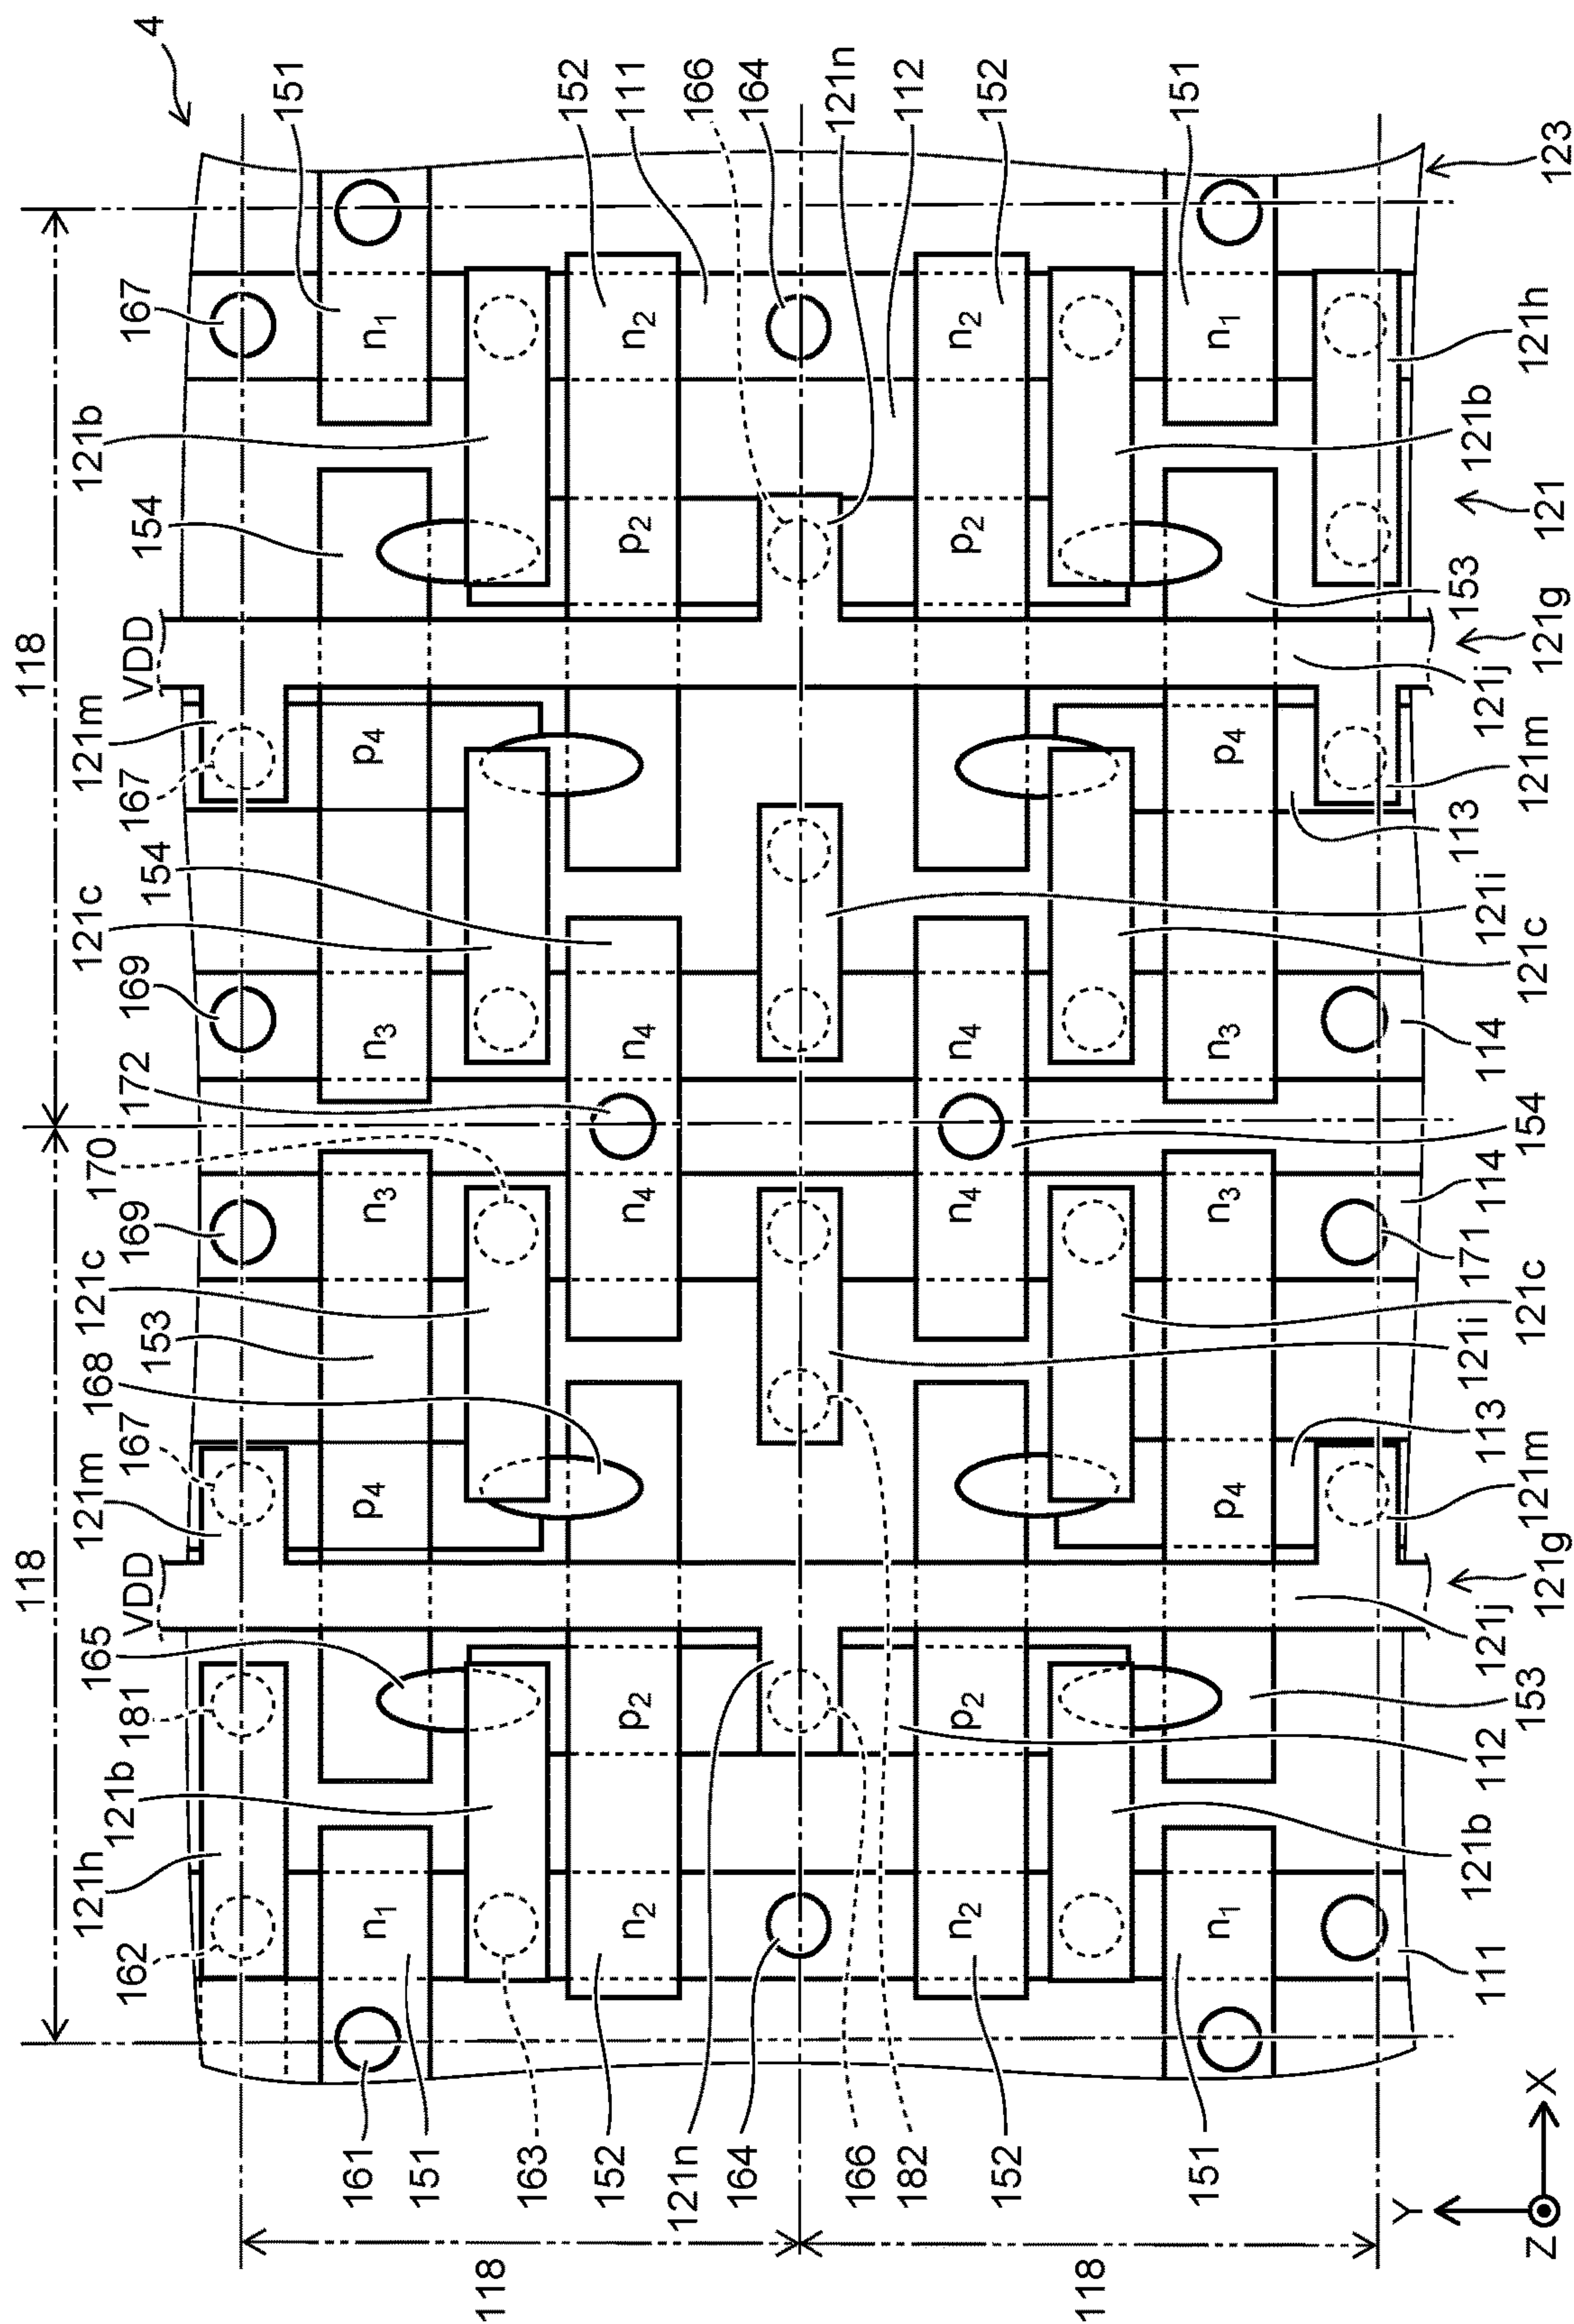 118
118
4
121h
121b
162
181
165
VDD
121m
167
168
153
121c
169
170
172
169
121c
154
167
121m
VDD
154
121b
167
151
161
n1
p4
n3
n3
p4
n1
151
163
118
152
n2
p2
n4
n4
p2
n2
152
111
121n
166
164
164
121n
166
112
182
n2
p2
n4
n4
p2
n2
152
152
118
151
n1
p4
n3
n3
p4
n1
151
111
121b
112
153
121j
121g
121m
113
121i
121c
171
114
154
114
121c
121i
113
121m
121j
121g
153
121
121b
121h
123
Y
Z
X